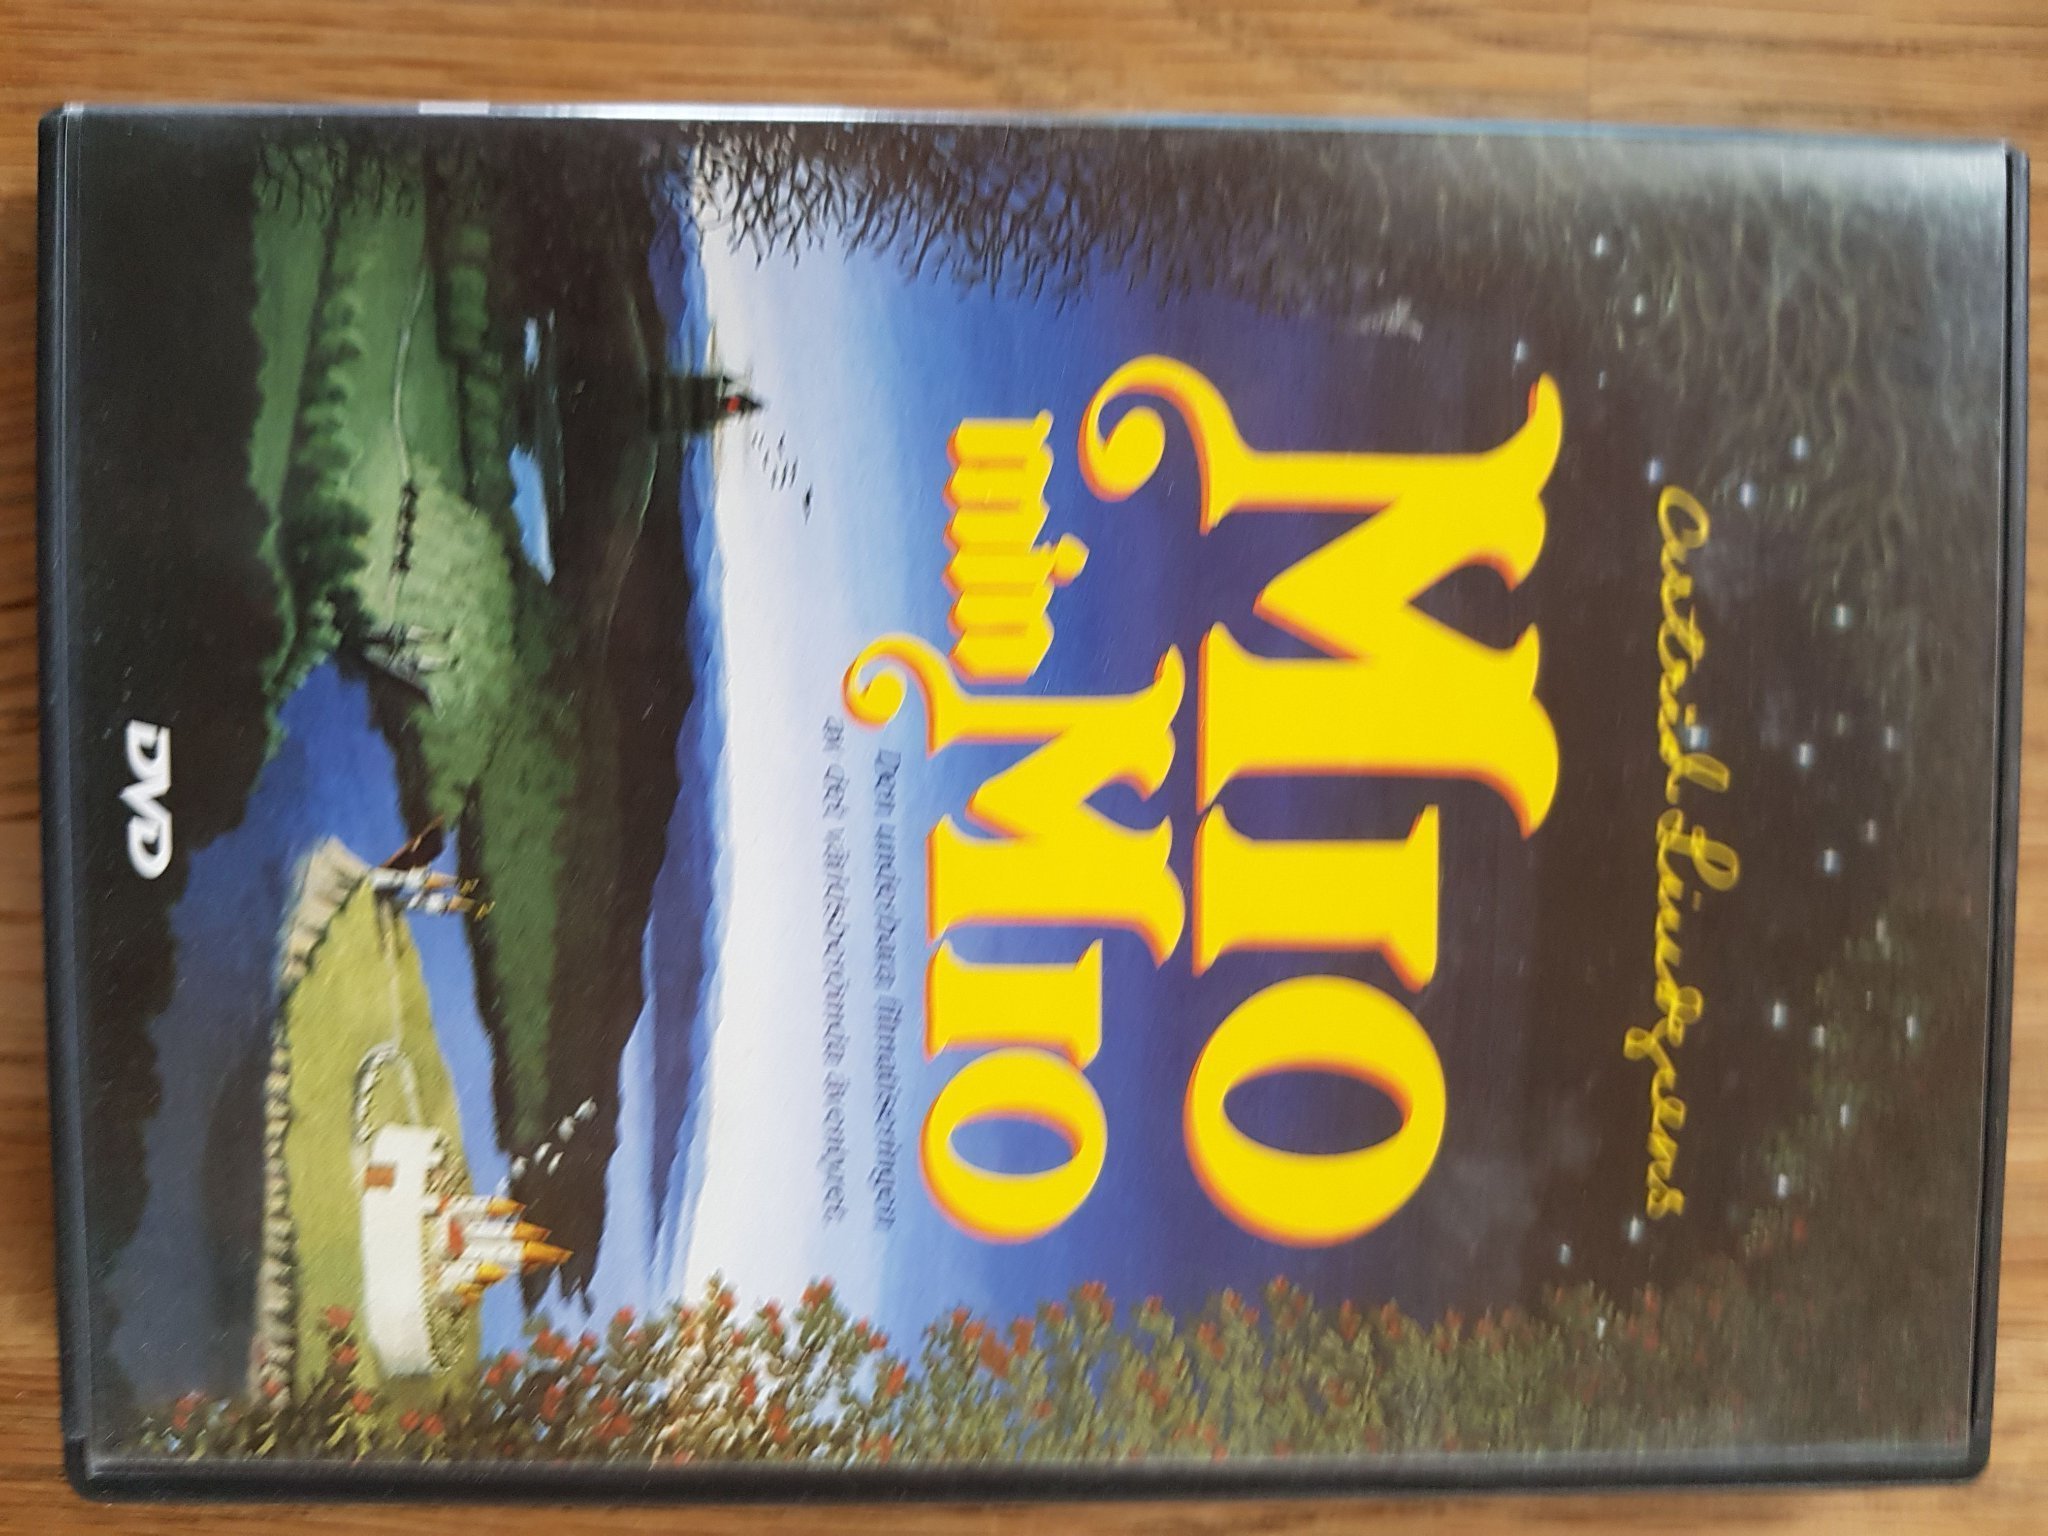 Astrid Lindgrens
Mio
min
Mio
Den underbara filmatiseringen
av det världsberömda äventyret.
DVD